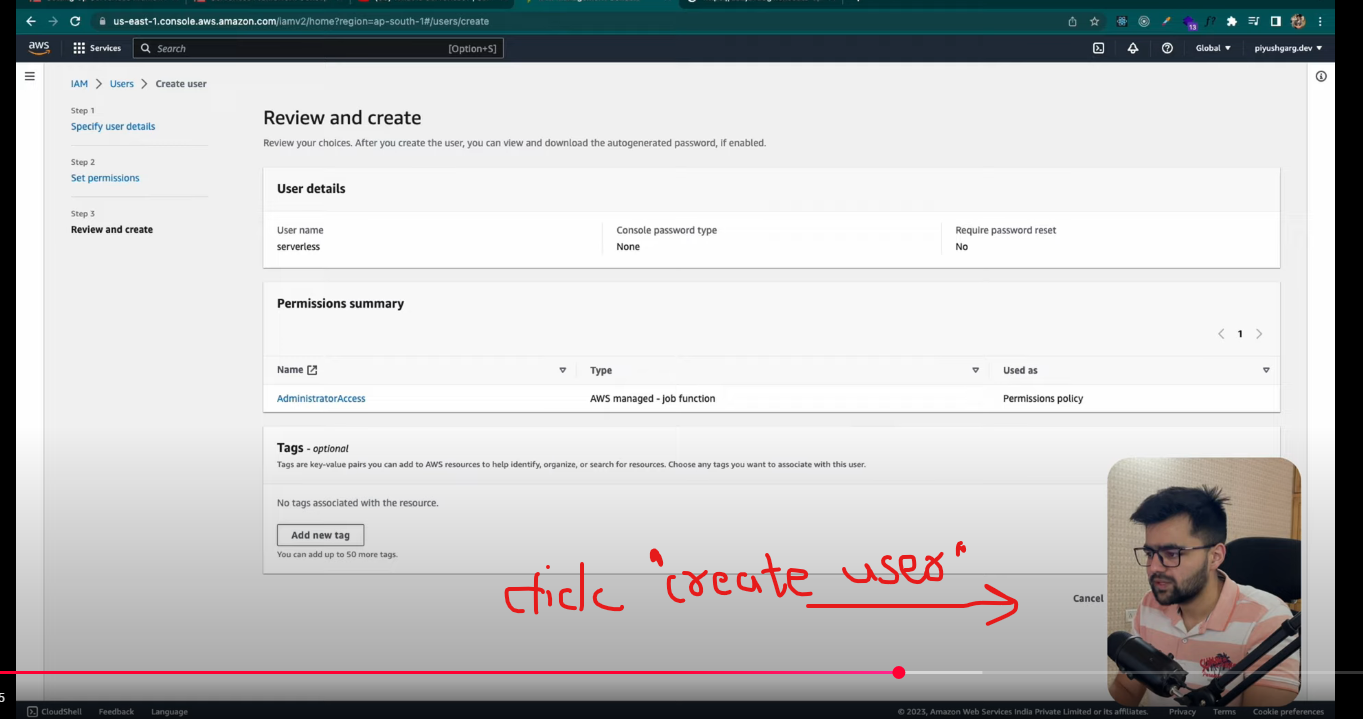 us-east-1.console.aws.amazon.com/iamv2/home?region=ap-south-1#/users/create
13
aws Services Search [Option+S] Global piyushgarg.dev
IAM > Users > Create user
Step 1
Specify user details
Step 2
Set permissions
Step 3
Review and create
Review and create
Review your choices. After you create the user, you can view and download the autogenerated password, if enabled.
User details
User name Console password type Require password reset
serverless None No
Permissions summary
< 1 >
Name Type Used as
AdministratorAccess AWS managed - job function Permissions policy
Tags - optional
Tags are key-value pairs you can add to AWS resources to help identify, organize, or search for resources. Choose any tags you want to associate with this user.
No tags associated with the resource.
Add new tag
You can add up to 50 more tags.
click "create user"
Cancel
5
CloudShell Feedback Language © 2023, Amazon Web Services India Private Limited or its affiliates. Privacy Terms Cookie preferences